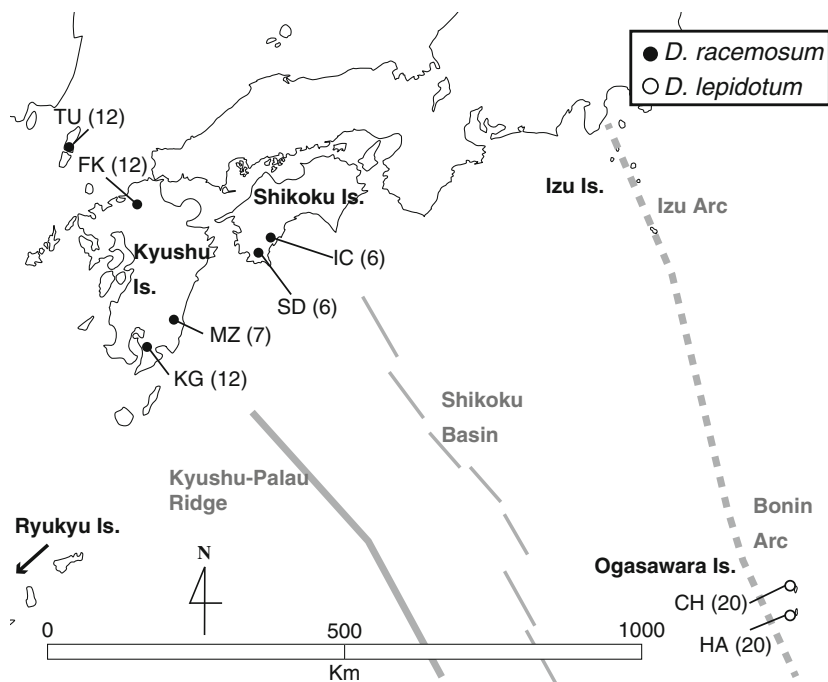 D. racemosum
D. lepidotum
TU (12)
FK (12)
Shikoku Is.
Izu Is.
Izu Arc
Kyushu
Is.
IC (6)
SD (6)
MZ (7)
KG (12)
Shikoku
Basin
Kyushu-Palau
Ridge
Bonin
Arc
Ryukyu Is.
N
Ogasawara Is.
CH (20)
HA (20)
0
500
1000
Km